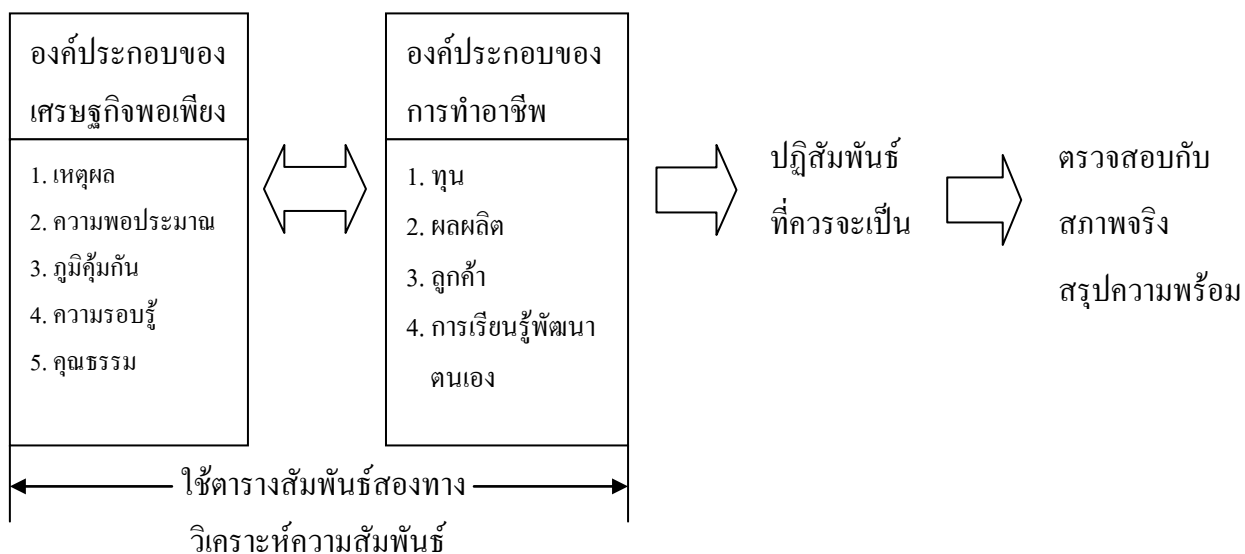 องค์ประกอบของ
เศรษฐกิจพอเพียง
1. เหตุผล
2. ความพอประมาณ
3. ภูมิคุ้มกัน
4. ความรอบรู้
5. คุณธรรม
องค์ประกอบของ
การทำอาชีพ
1. ทุน
2. ผลผลิต
3. ลูกค้า
4. การเรียนรู้พัฒนา
ตนเอง
ปฏิสัมพันธ์
ที่ควรจะเป็น
ตรวจสอบกับ
สภาพจริง
สรุปความพร้อม
ใช้ตารางสัมพันธ์สองทาง
วิเคราะห์ความสัมพันธ์